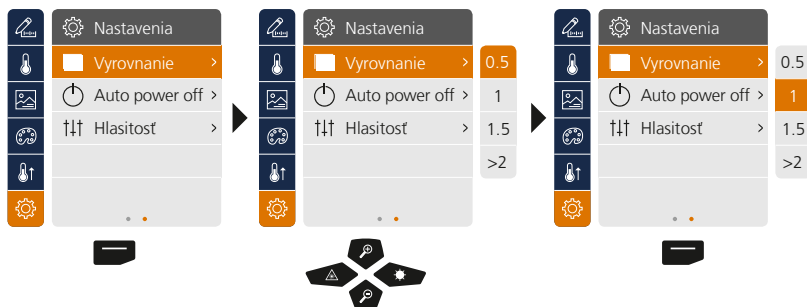 Nastavenia
Vyrovnanie
Auto power off
Hlasitosť
Nastavenia
Vyrovnanie
Auto power off
Hlasitosť
0.5
1
1.5
>2
Nastavenia
Vyrovnanie
Auto power off
Hlasitosť
0.5
1
1.5
>2